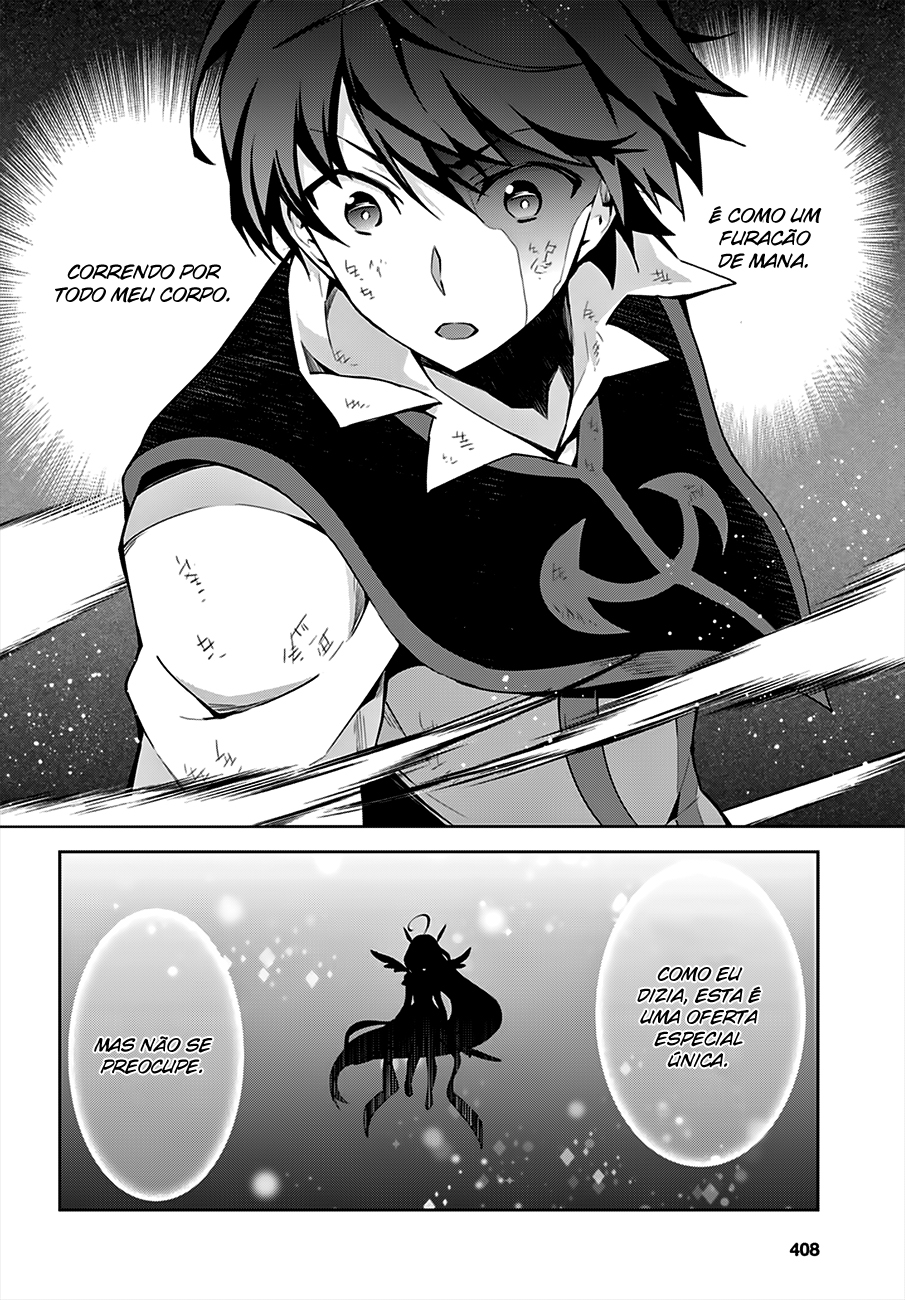 É COMO UM
FURACÃO
DE MANA.
CORRENDO POR
TODO MEU CORPO.
COMO EU
DIZIA, ESTA É
UMA OFERTA
ESPECIAL
ÚNICA.
MAS NÃO SE
PREOCUPE.
408